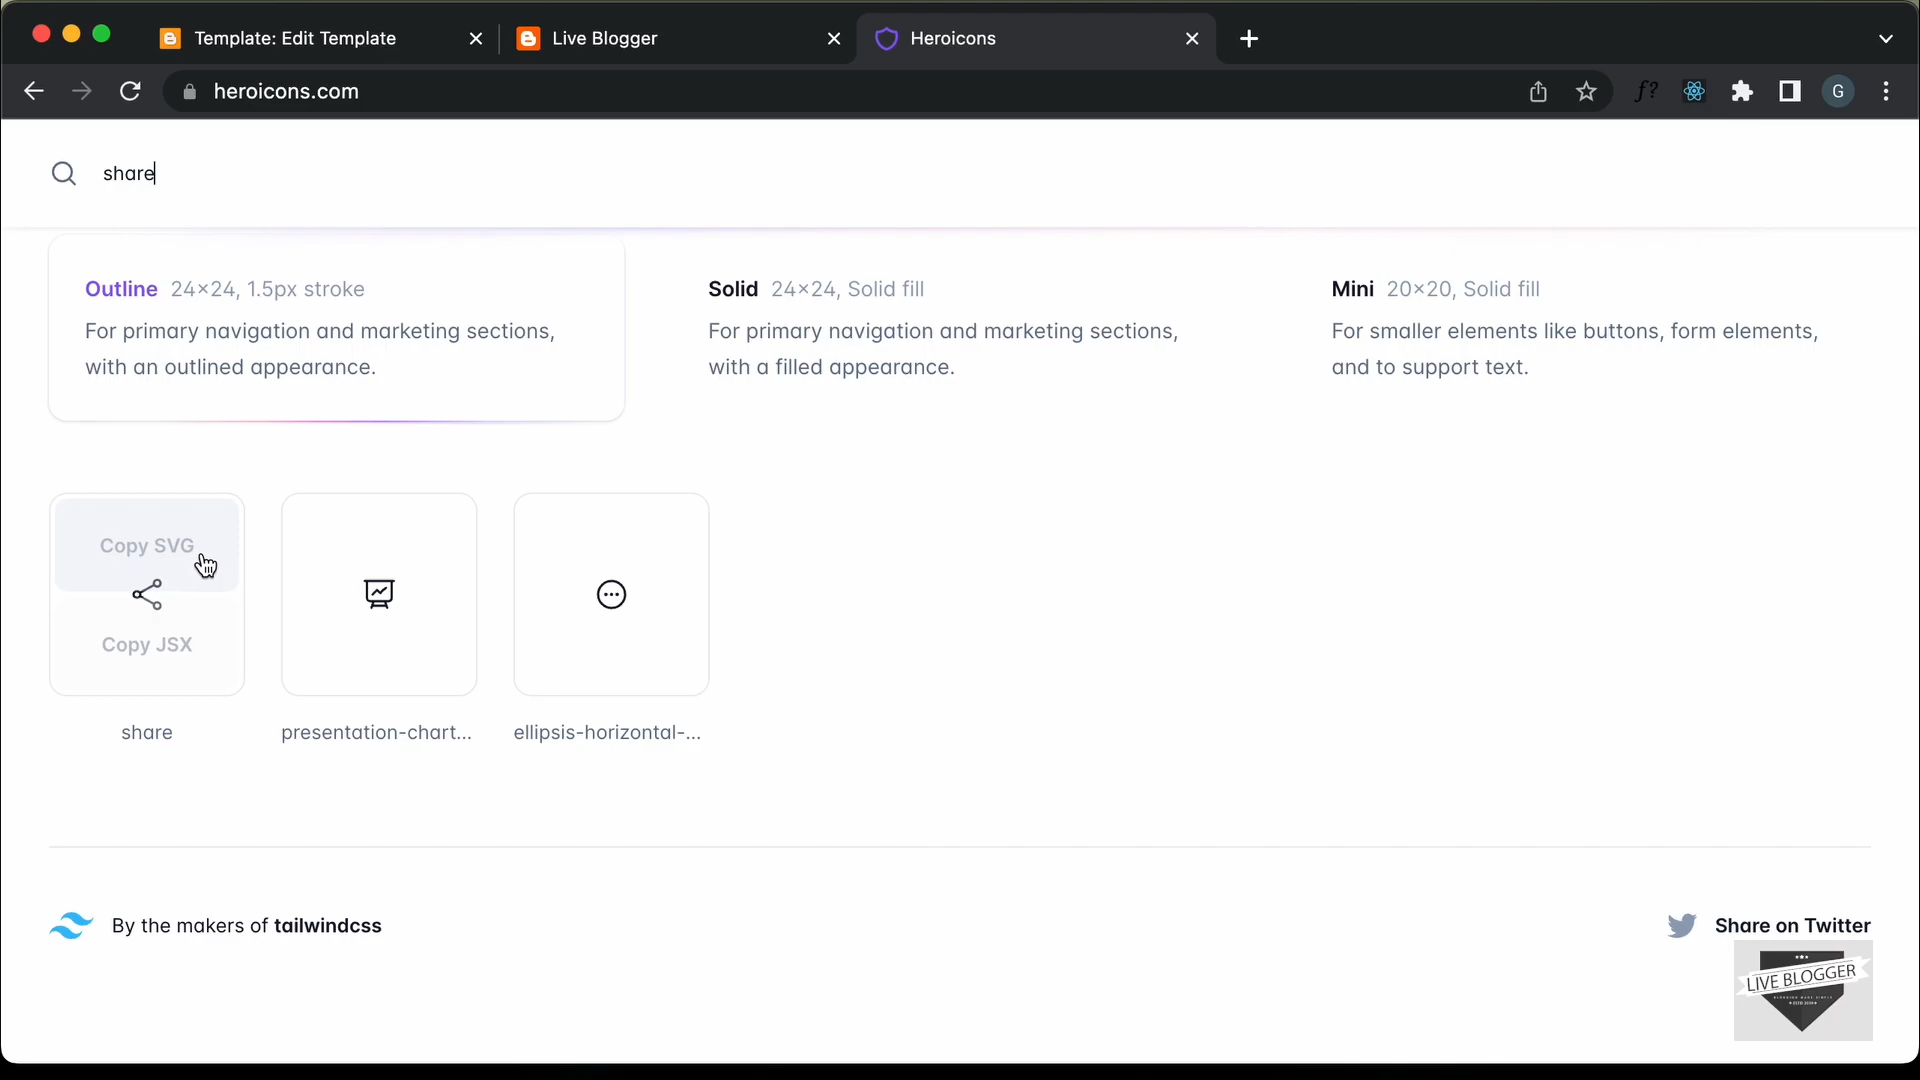 Template: Edit Template
Live Blogger
Heroicons
heroicons.com
f?
G
share
Outline 24×24, 1.5px stroke
For primary navigation and marketing sections,
with an outlined appearance.
Solid 24×24, Solid fill
For primary navigation and marketing sections,
with a filled appearance.
Mini 20×20, Solid fill
For smaller elements like buttons, form elements,
and to support text.
Copy SVG
Copy JSX
share
presentation-chart...
ellipsis-horizontal-...
By the makers of tailwindcss
Share on Twitter
LIVE BLOGGER